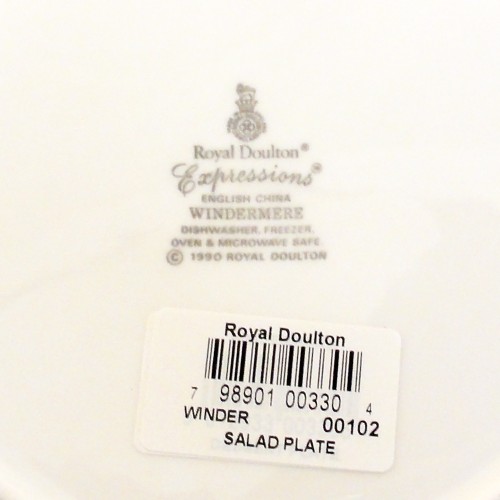 Royal Doulton®
Expressions™
ENGLISH CHINA
WINDERMERE
DISHWASHER, FREEZER,
OVEN & MICROWAVE SAFE.
© 1990 ROYAL DOULTON
Royal Doulton
7 98901 00330 4
WINDER 00102
SALAD PLATE